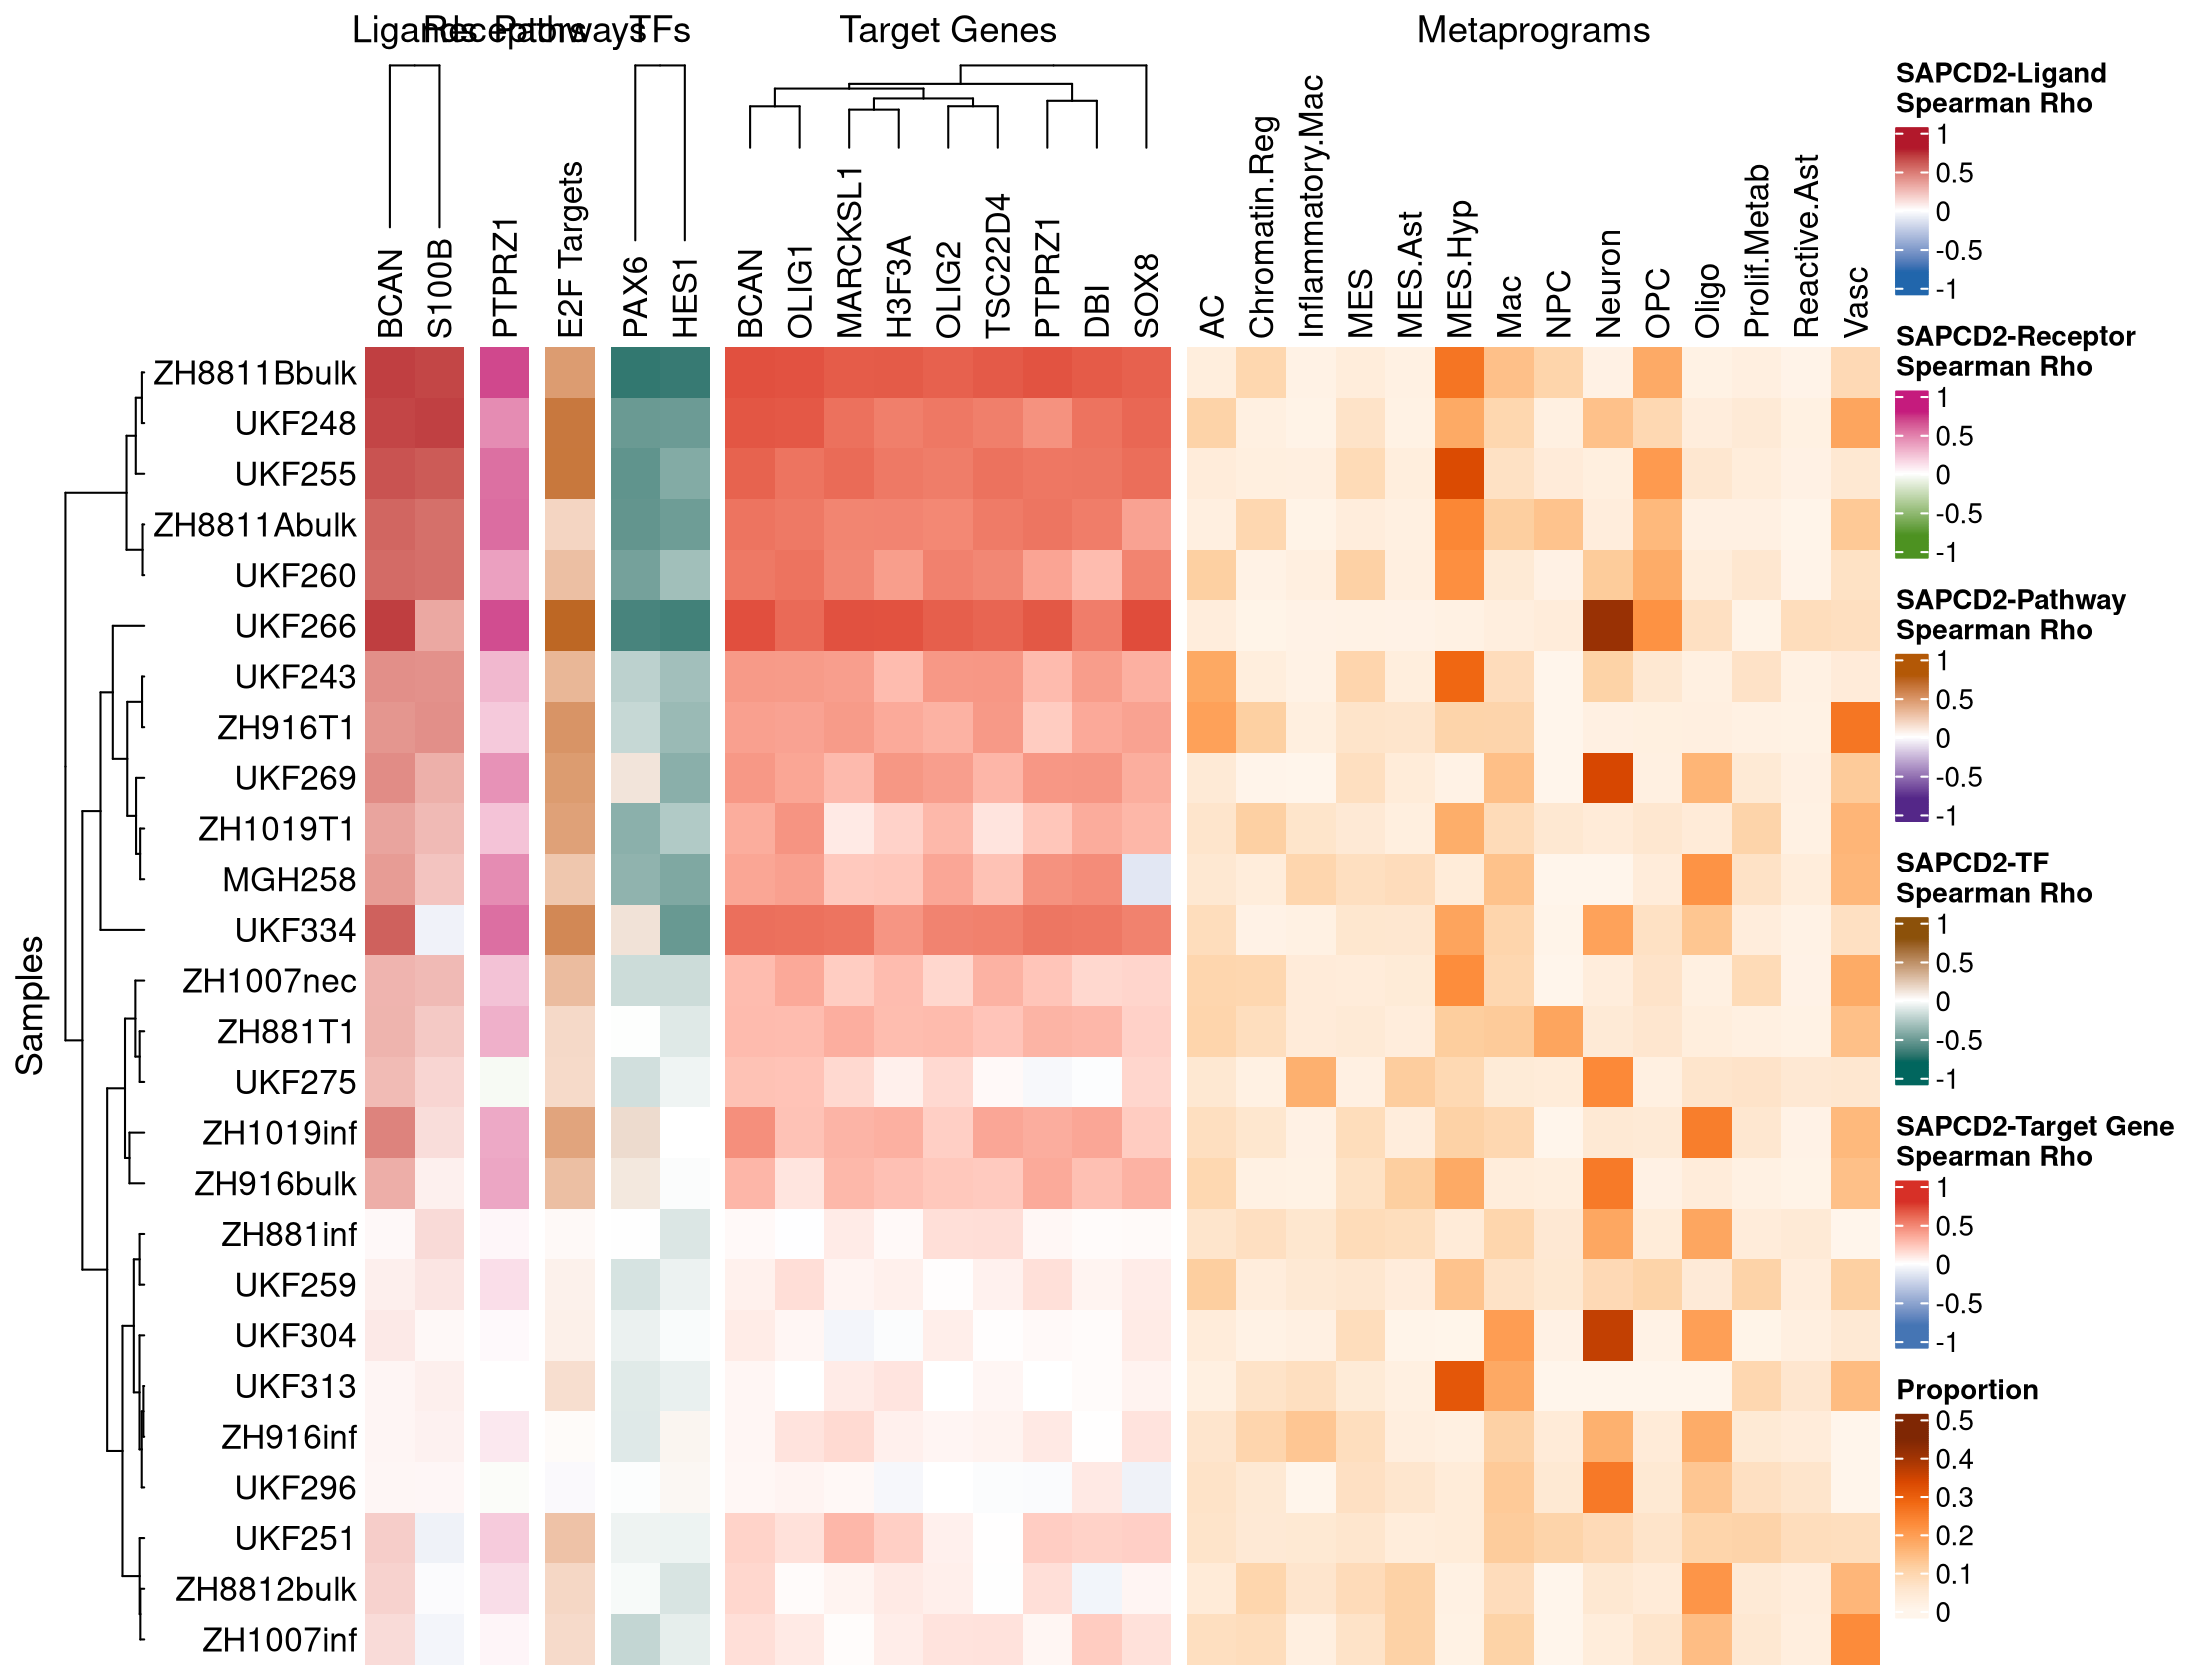 Ligands Receptors Pathways TFs Target Genes Metaprograms
BCAN S100B PTPRZ1 E2F Targets PAX6 HES1 BCAN OLIG1 MARCKSL1 H3F3A OLIG2 TSC22D4 PTPRZ1 DBI SOX8 AC Chromatin.Reg Inflammatory.Mac MES MES.Ast MES.Hyp Mac NPC Neuron OPC Oligo Prolif.Metab Reactive.Ast Vasc
Samples
ZH8811Bbulk
UKF248
UKF255
ZH8811Abulk
UKF260
UKF266
UKF243
ZH916T1
UKF269
ZH1019T1
MGH258
UKF334
ZH1007nec
ZH881T1
UKF275
ZH1019inf
ZH916bulk
ZH881inf
UKF259
UKF304
UKF313
ZH916inf
UKF296
UKF251
ZH8812bulk
ZH1007inf
SAPCD2-Ligand
Spearman Rho
1
0.5
0
-0.5
-1
SAPCD2-Receptor
Spearman Rho
1
0.5
0
-0.5
-1
SAPCD2-Pathway
Spearman Rho
1
0.5
0
-0.5
-1
SAPCD2-TF
Spearman Rho
1
0.5
0
-0.5
-1
SAPCD2-Target Gene
Spearman Rho
1
0.5
0
-0.5
-1
Proportion
0.5
0.4
0.3
0.2
0.1
0